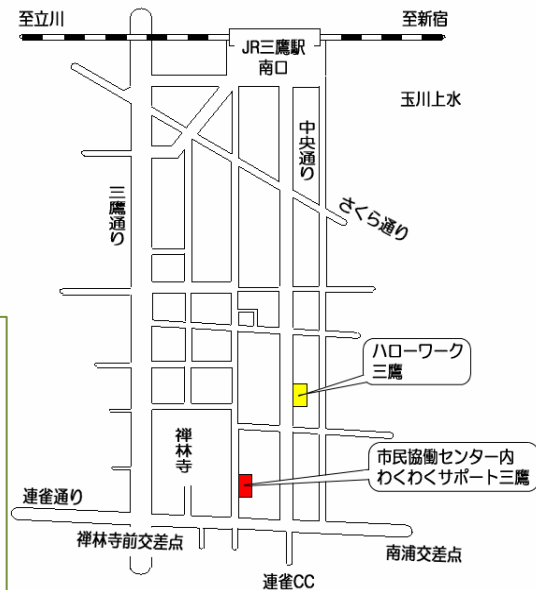 至立川
至新宿
JR三鷹駅
南口
玉川上水
中央通り
三鷹通り
さくら通り
ハローワーク
三鷹
禅林寺
市民協働センター内
わくわくサポート三鷹
連雀通り
禅林寺前交差点
南浦交差点
連雀CC